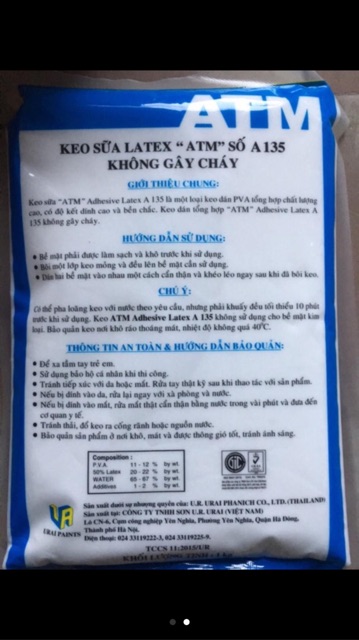 ATM
KEO SỮA LATEX “ATM” SỐ A 135
KHÔNG GÂY CHÁY
GIỚI THIỆU CHUNG:
Keo sữa “ATM” Adhesive Latex A 135 là một loại keo dán PVA tổng hợp chất lượng
cao, có độ kết dính cao và bền chắc. Keo dán tổng hợp “ATM” Adhesive Latex A
135 không gây cháy.
HƯỚNG DẪN SỬ DỤNG:
• Bề mặt phải được làm sạch và khô trước khi sử dụng.
• Bôi một lớp keo mỏng và đều lên bề mặt cần sử dụng.
• Dán hai bề mặt vào nhau một cách cẩn thận và khéo léo ngay sau khi đã bôi keo.
CHÚ Ý:
Có thể pha loãng keo với nước theo yêu cầu, nhưng phải khuấy đều tối thiểu 10 phút
trước khi sử dụng. Keo ATM Adhesive Latex A 135 không sử dụng cho bề mặt kim
loại. Bảo quản keo nơi khô ráo thoáng mát, nhiệt độ không quá 40°C.
THÔNG TIN AN TOÀN & HƯỚNG DẪN BẢO QUẢN:
• Để xa tầm tay trẻ em.
• Sử dụng bảo hộ cá nhân khi thi công.
• Tránh tiếp xúc với da hoặc mắt. Rửa tay thật kỹ sau khi thao tác với sản phẩm.
• Nếu bị dính vào da, rửa lại ngay với xà phòng và nước.
• Nếu bị dính vào mắt, rửa mắt thật cẩn thận bằng nước trong vài phút và đưa đến
cơ quan y tế.
• Tránh thải, đổ keo ra cống rãnh hoặc nguồn nước.
• Bảo quản sản phẩm ở nơi khô, mát và được thông gió tốt, tránh ánh sáng.
Composition :
P.V.A 11 - 12 % by wt.
50% Latex 20 - 22 % by wt.
WATER 65 - 67 % by wt.
Additives 1 - 2 % by wt.
URAI PAINTS
Sản xuất dưới sự nhượng quyền của: U.R. URAI PHANICH CO., LTD. (THAILAND)
Sản xuất tại: CÔNG TY TNHH SƠN U.R. URAI (VIỆT NAM)
Lô CN-6, Cụm công nghiệp Yên Nghĩa, Phường Yên Nghĩa, Quận Hà Đông,
Thành phố Hà Nội.
Điện thoại: 024 33119222-3, 024 33119225-9.
TCCS 11:2015/UR
KHỐI LƯỢNG TỊNH: 1 kg